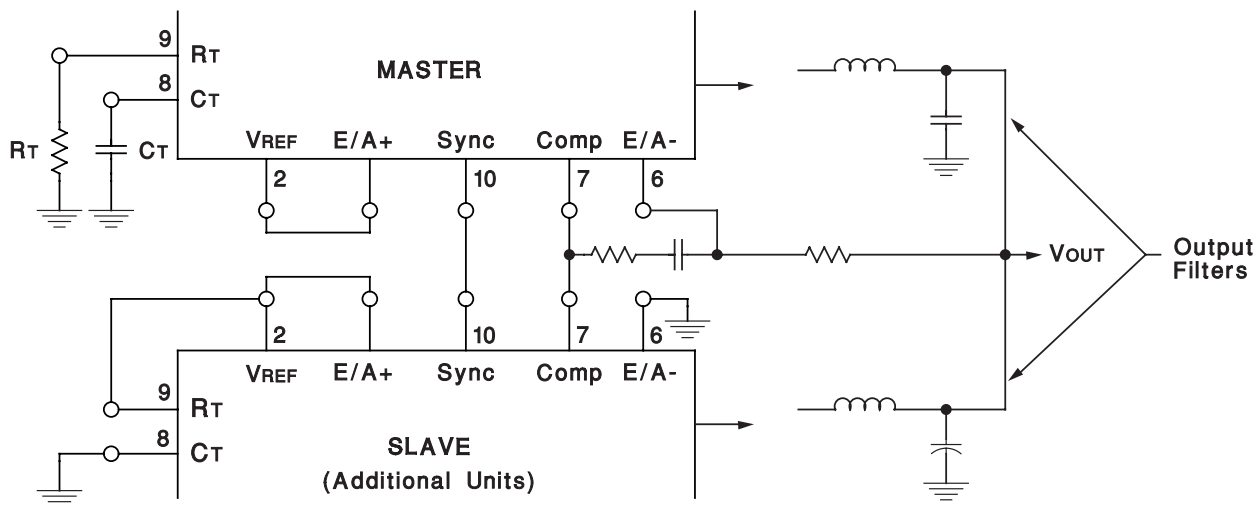 MASTER
9
RT
8
CT
RT
CT
VREF E/A+ Sync Comp E/A-
2 10 7 6
VOUT
Output
Filters
2 10 7 6
VREF E/A+ Sync Comp E/A-
9
RT
8
CT
SLAVE
(Additional Units)